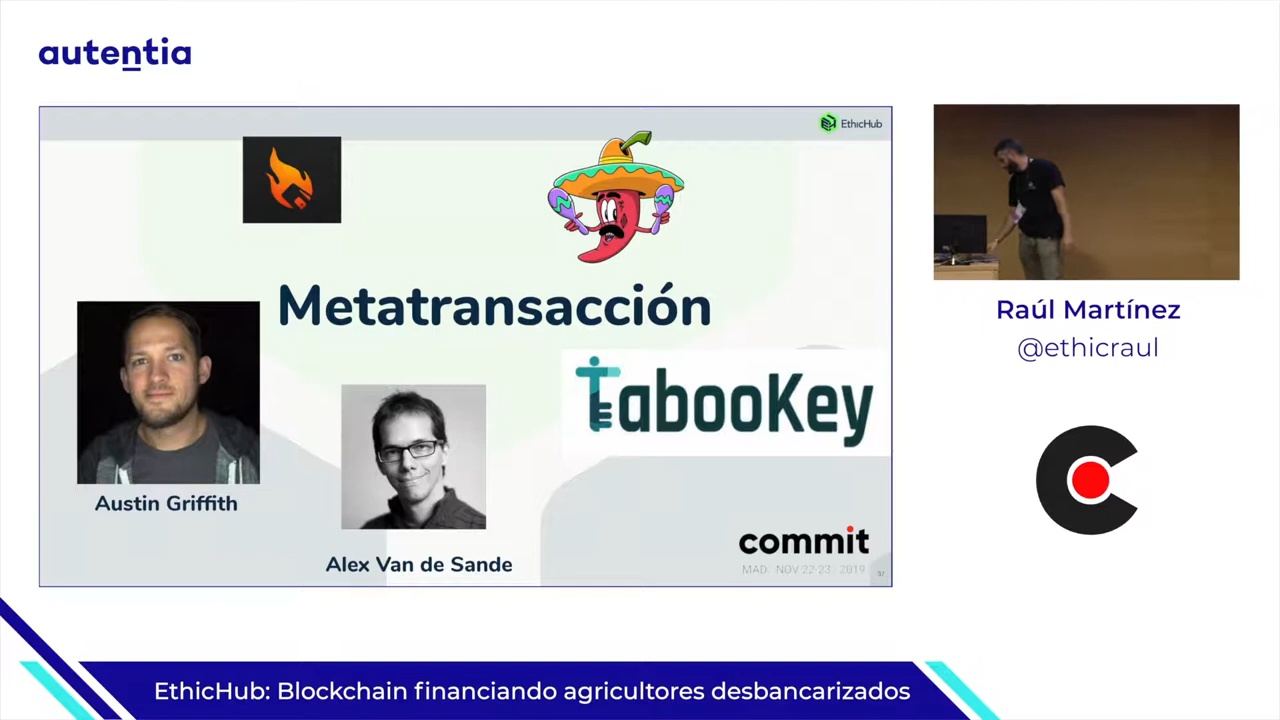 autentia
EthicHub
Metatransacción
TabooKey
Austin Griffith
Alex Van de Sande
commit
MAD. NOV 22-23. 2019
57
Raúl Martínez
@ethicraul
EthicHub: Blockchain financiando agricultores desbancarizados